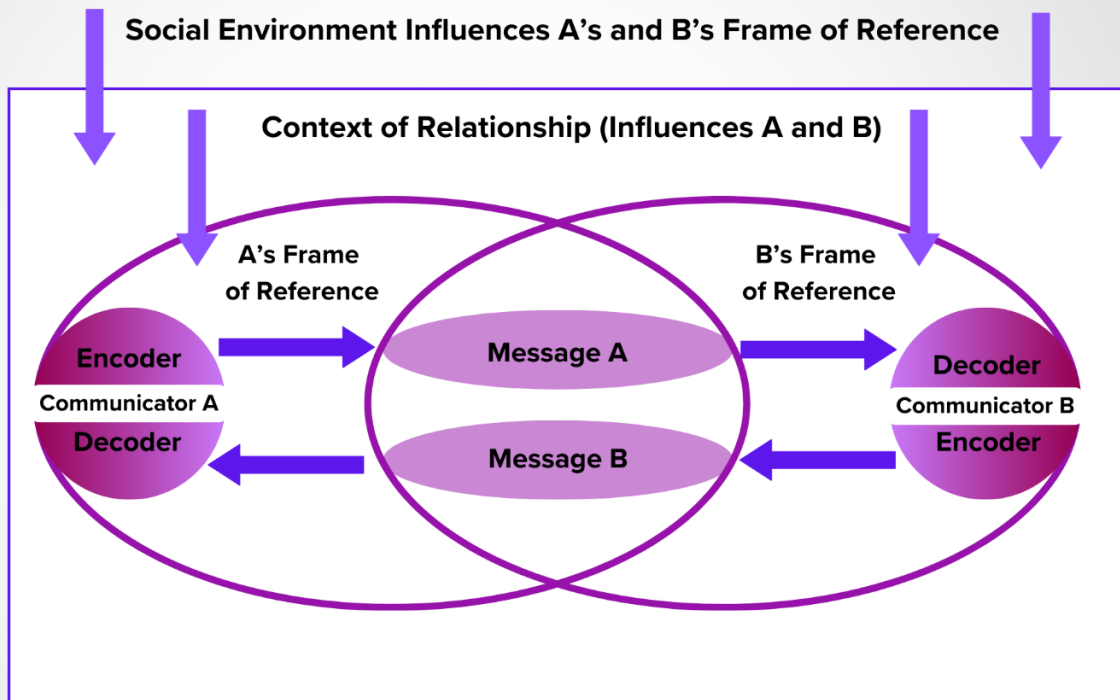 Social Environment Influences A's and B's Frame of Reference
Context of Relationship (Influences A and B)
A's Frame
of Reference
B's Frame
of Reference
Encoder
Communicator A
Decoder
Message A
Message B
Decoder
Communicator B
Encoder